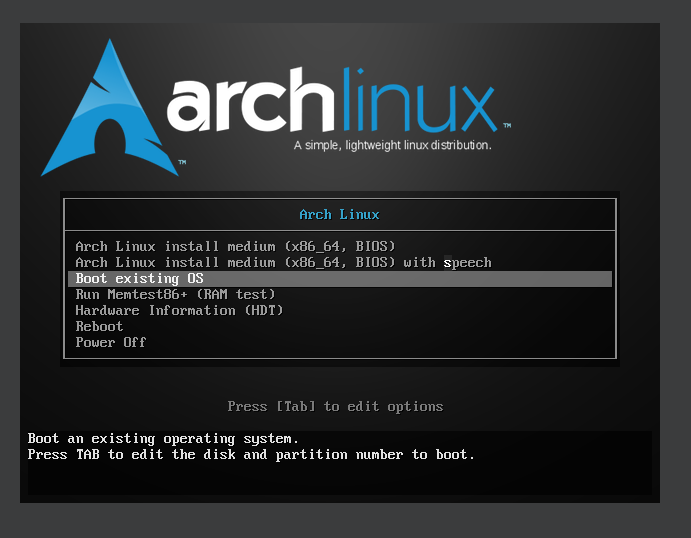 archlinux™
A simple, lightweight linux distribution.
™
Arch Linux
Arch Linux install medium (x86_64, BIOS)
Arch Linux install medium (x86_64, BIOS) with speech
Boot existing OS
Run Memtest86+ (RAM test)
Hardware Information (HDT)
Reboot
Power Off
Press [Tab] to edit options
Boot an existing operating system.
Press TAB to edit the disk and partition number to boot.